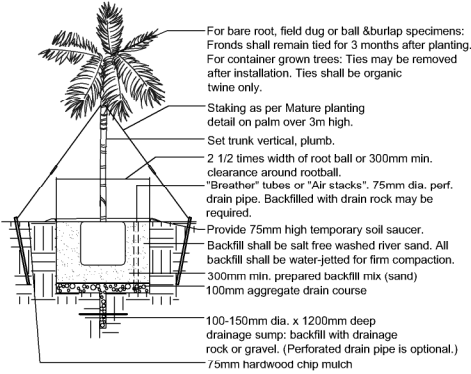 For bare root, field dug or ball &burlap specimens:
Fronds shall remain tied for 3 months after planting.
For container grown trees: Ties may be removed
after installation. Ties shall be organic
twine only.
Staking as per Mature planting
detail on palm over 3m high.
Set trunk vertical, plumb.
2 1/2 times width of root ball or 300mm min.
clearance around rootball.
"Breather" tubes or "Air stacks". 75mm dia. perf.
drain pipe. Backfilled with drain rock may be
required.
Provide 75mm high temporary soil saucer.
Backfill shall be salt free washed river sand. All
backfill shall be water-jetted for firm compaction.
300mm min. prepared backfill mix (sand)
100mm aggregate drain course
100-150mm dia. x 1200mm deep
drainage sump: backfill with drainage
rock or gravel. (Perforated drain pipe is optional.)
75mm hardwood chip mulch